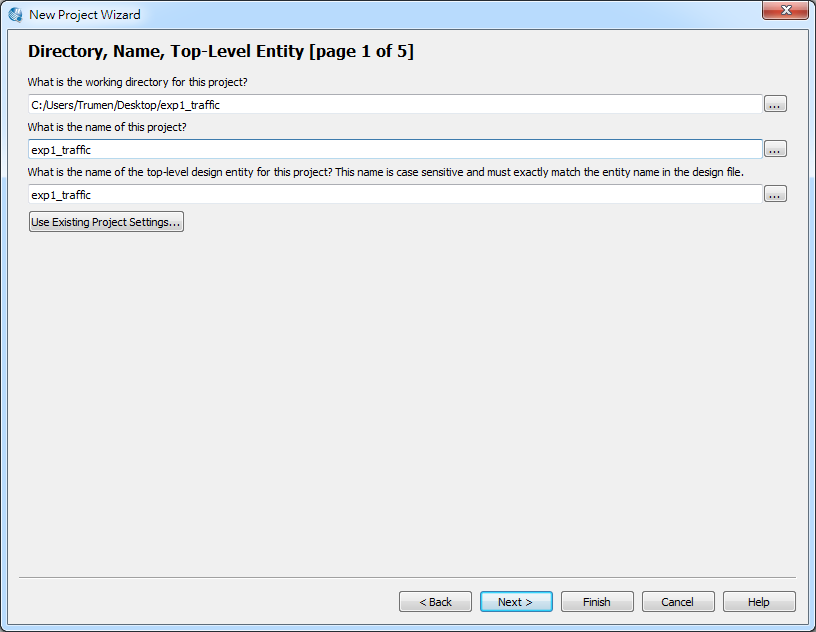 New Project Wizard
Directory, Name, Top-Level Entity [page 1 of 5]
What is the working directory for this project?
C:/Users/Trumen/Desktop/exp1_traffic
...
What is the name of this project?
exp1_traffic
...
What is the name of the top-level design entity for this project? This name is case sensitive and must exactly match the entity name in the design file.
exp1_traffic
...
Use Existing Project Settings...
< Back
Next >
Finish
Cancel
Help